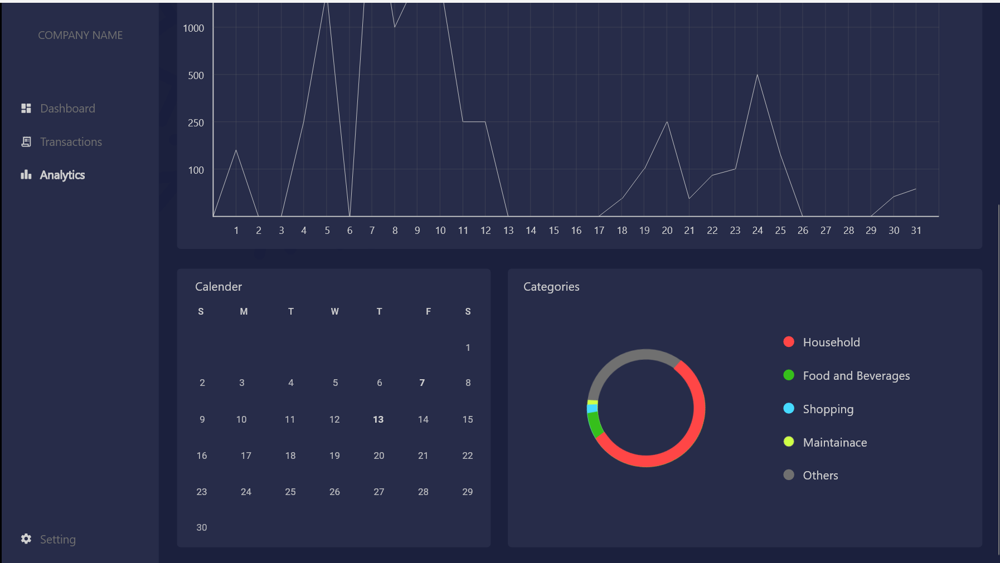 COMPANY NAME
Dashboard
Transactions
Analytics
Setting
1000
500
250
100
1 2 3 4 5 6 7 8 9 10 11 12 13 14 15 16 17 18 19 20 21 22 23 24 25 26 27 28 29 30 31
Calender
S M T W T F S
1
2 3 4 5 6 7 8
9 10 11 12 13 14 15
16 17 18 19 20 21 22
23 24 25 26 27 28 29
30
Categories
Household
Food and Beverages
Shopping
Maintainace
Others